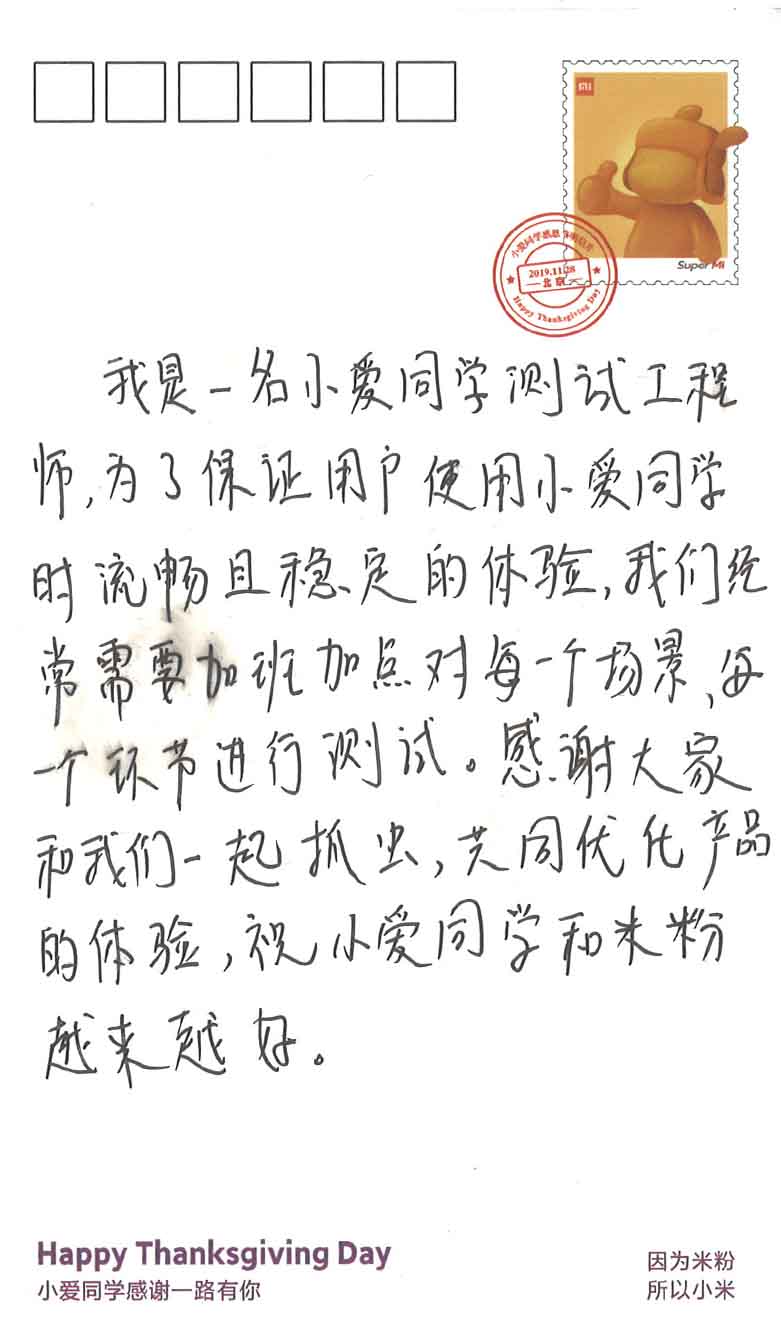 MI
Super Mi
小爱同学感恩节明信片
2019.11.28
北京
Happy Thanksgiving Day
我是一名小爱同学测试工程
师,为了保证用户使用小爱同学
时流畅且稳定的体验,我们经
常需要加班加点对每一个场景、每
一个环节进行测试。感谢大家
和我们一起抓虫,共同优化产品
的体验,祝小爱同学和米粉
越来越好。
Happy Thanksgiving Day
小爱同学感谢一路有你
因为米粉
所以小米